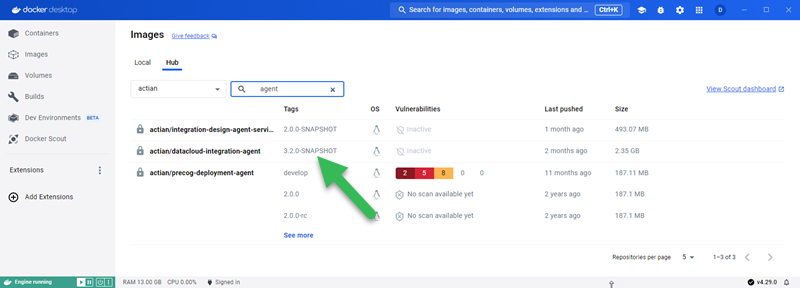 docker desktop
Search for images, containers, volumes, extensions and ... Ctrl+K
D
Containers
Images
Volumes
Builds
Dev Environments BETA
Docker Scout
Extensions
Add Extensions
Images Give feedback
Local Hub
actian agent
View Scout dashboard
Tags OS Vulnerabilities Last pushed Size
actian/integration-design-agent-servi... 2.0.0-SNAPSHOT Inactive 1 month ago 493.07 MB
actian/datacloud-integration-agent 3.2.0-SNAPSHOT Inactive 2 months ago 2.35 GB
actian/precog-deployment-agent develop 2 5 8 0 0 11 months ago 187.11 MB
2.0.0 No scan available yet 2 years ago 187.1 MB
2.0.0-rc No scan available yet 2 years ago 187.1 MB
See more
Repositories per page 5 1–3 of 3
Engine running RAM 13.00 GB CPU 0.00% Signed in v4.29.0